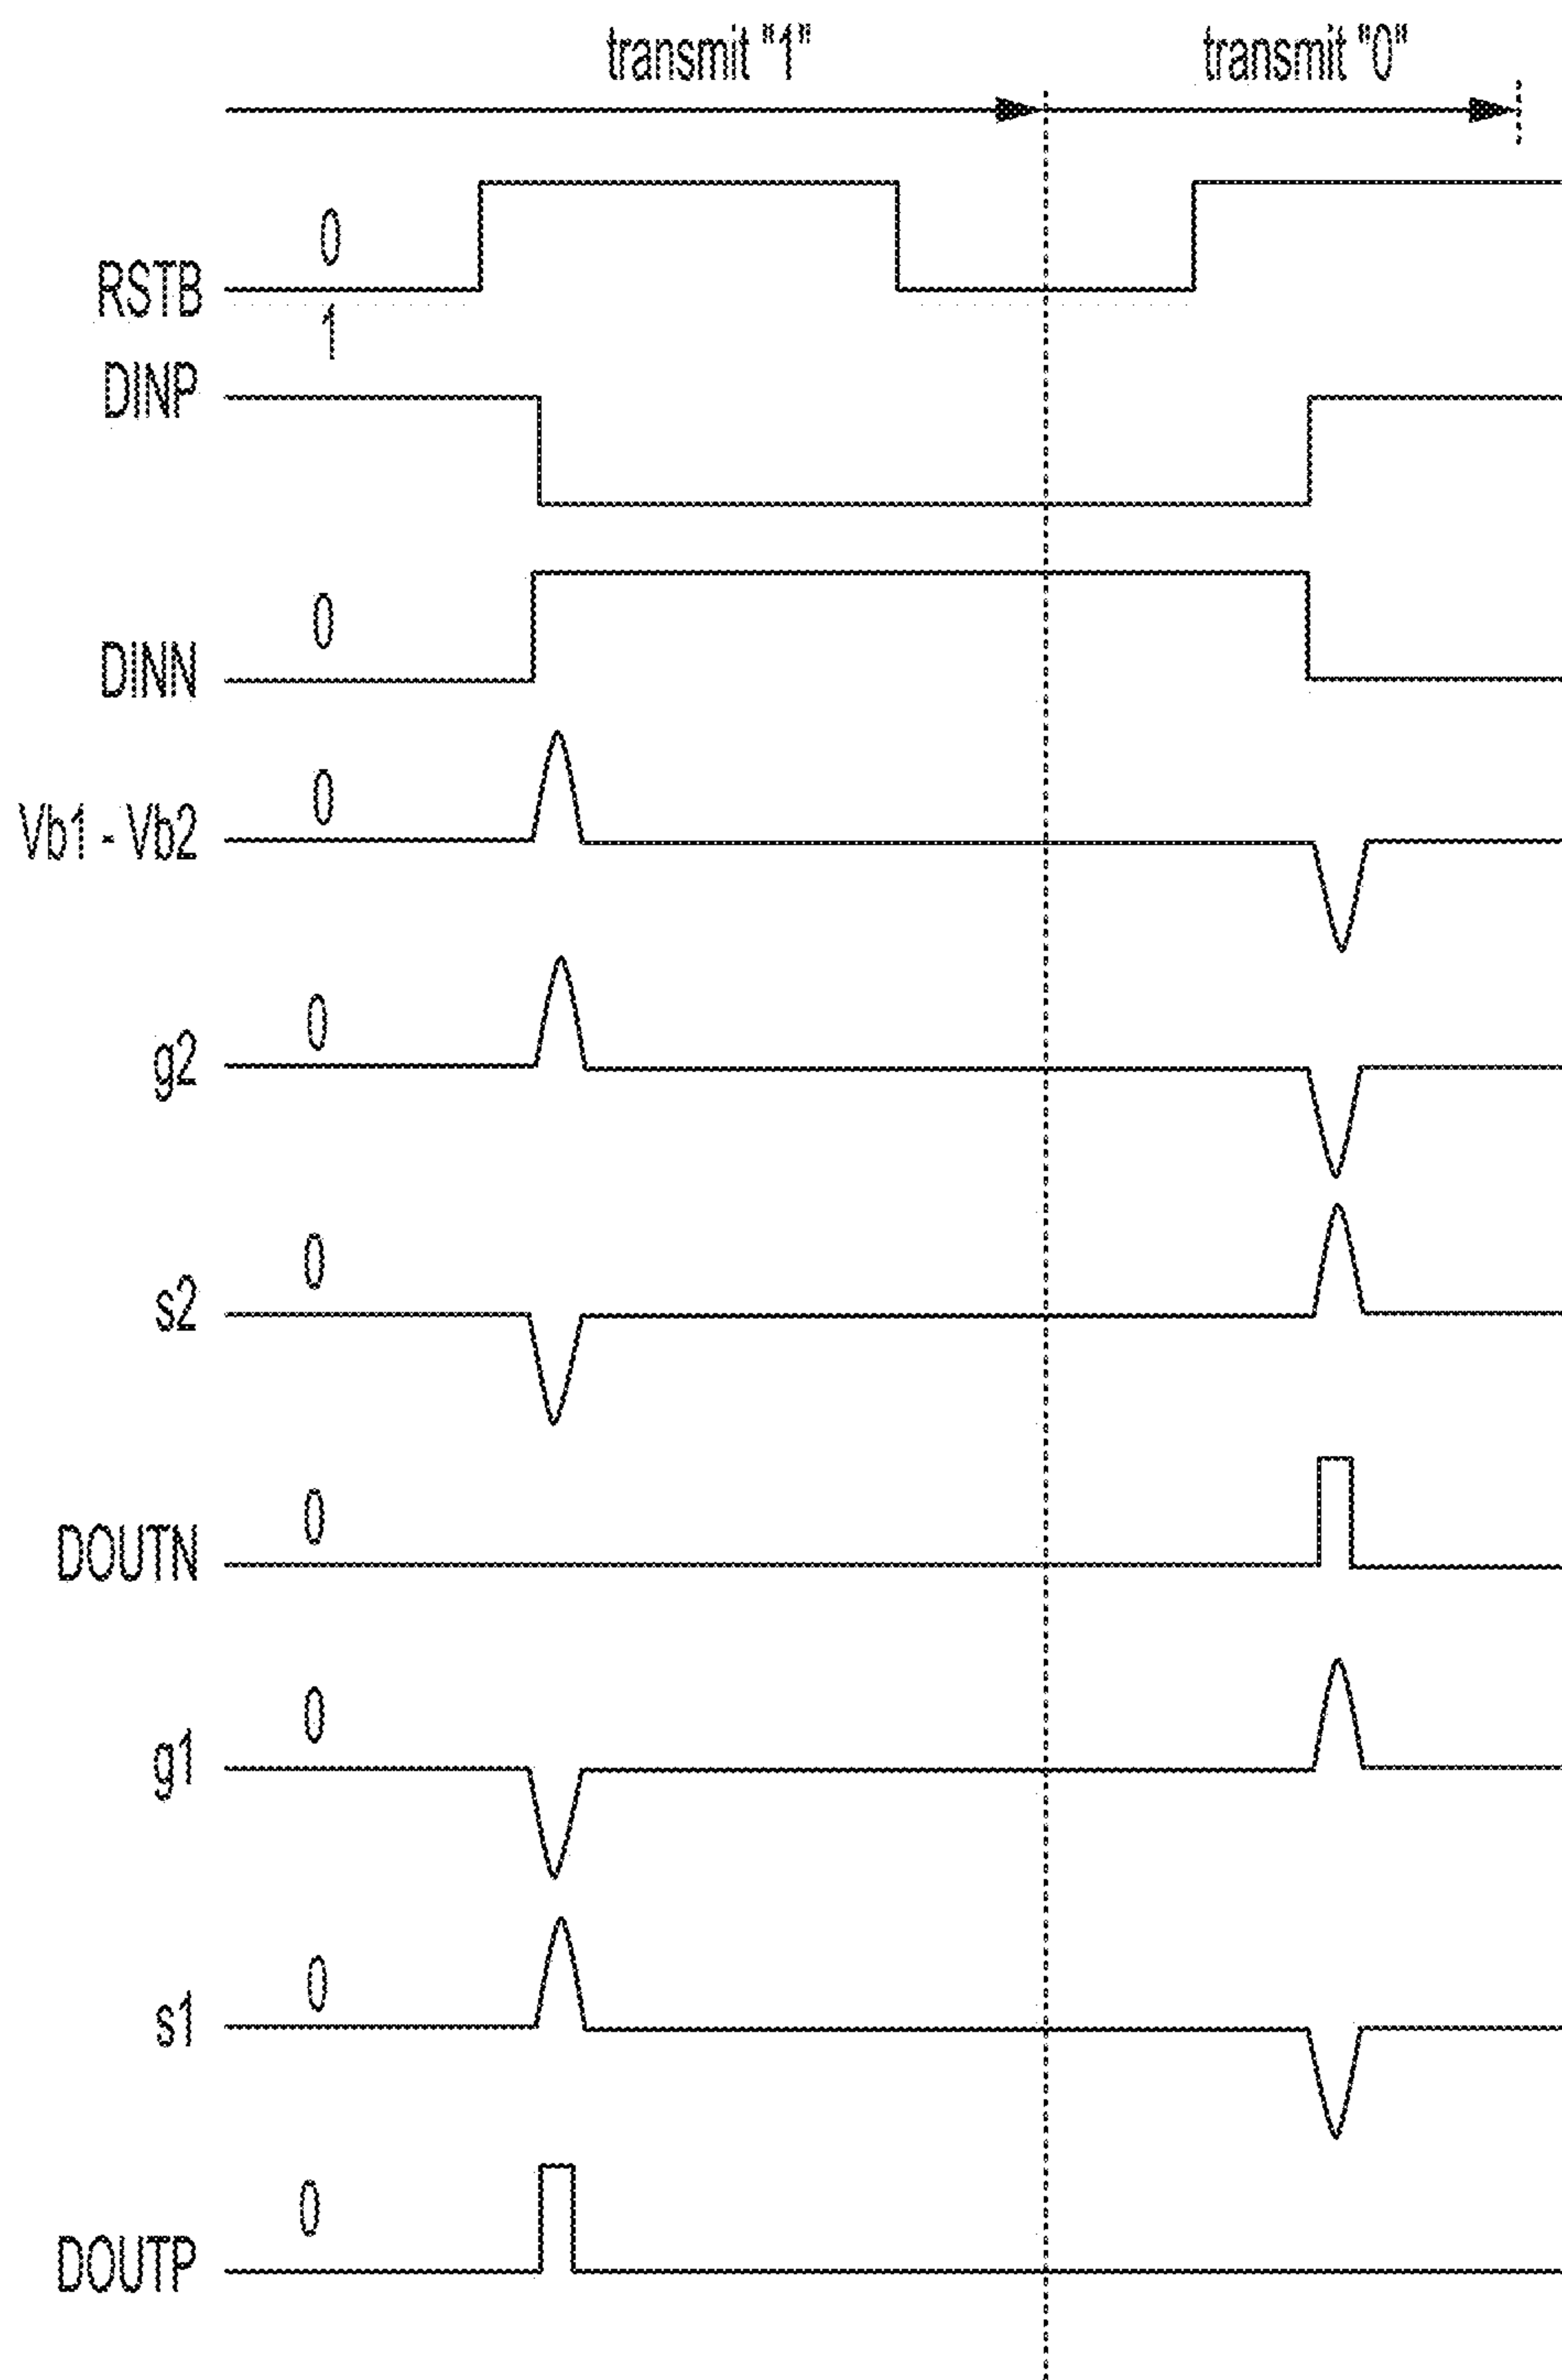 transmit "1" transmit "0"
0
RSTB
1
DINP
0
DINN
0
Vb1 - Vb2
0
g2
0
s2
0
DOUTN
0
g1
0
s1
0
DOUTP